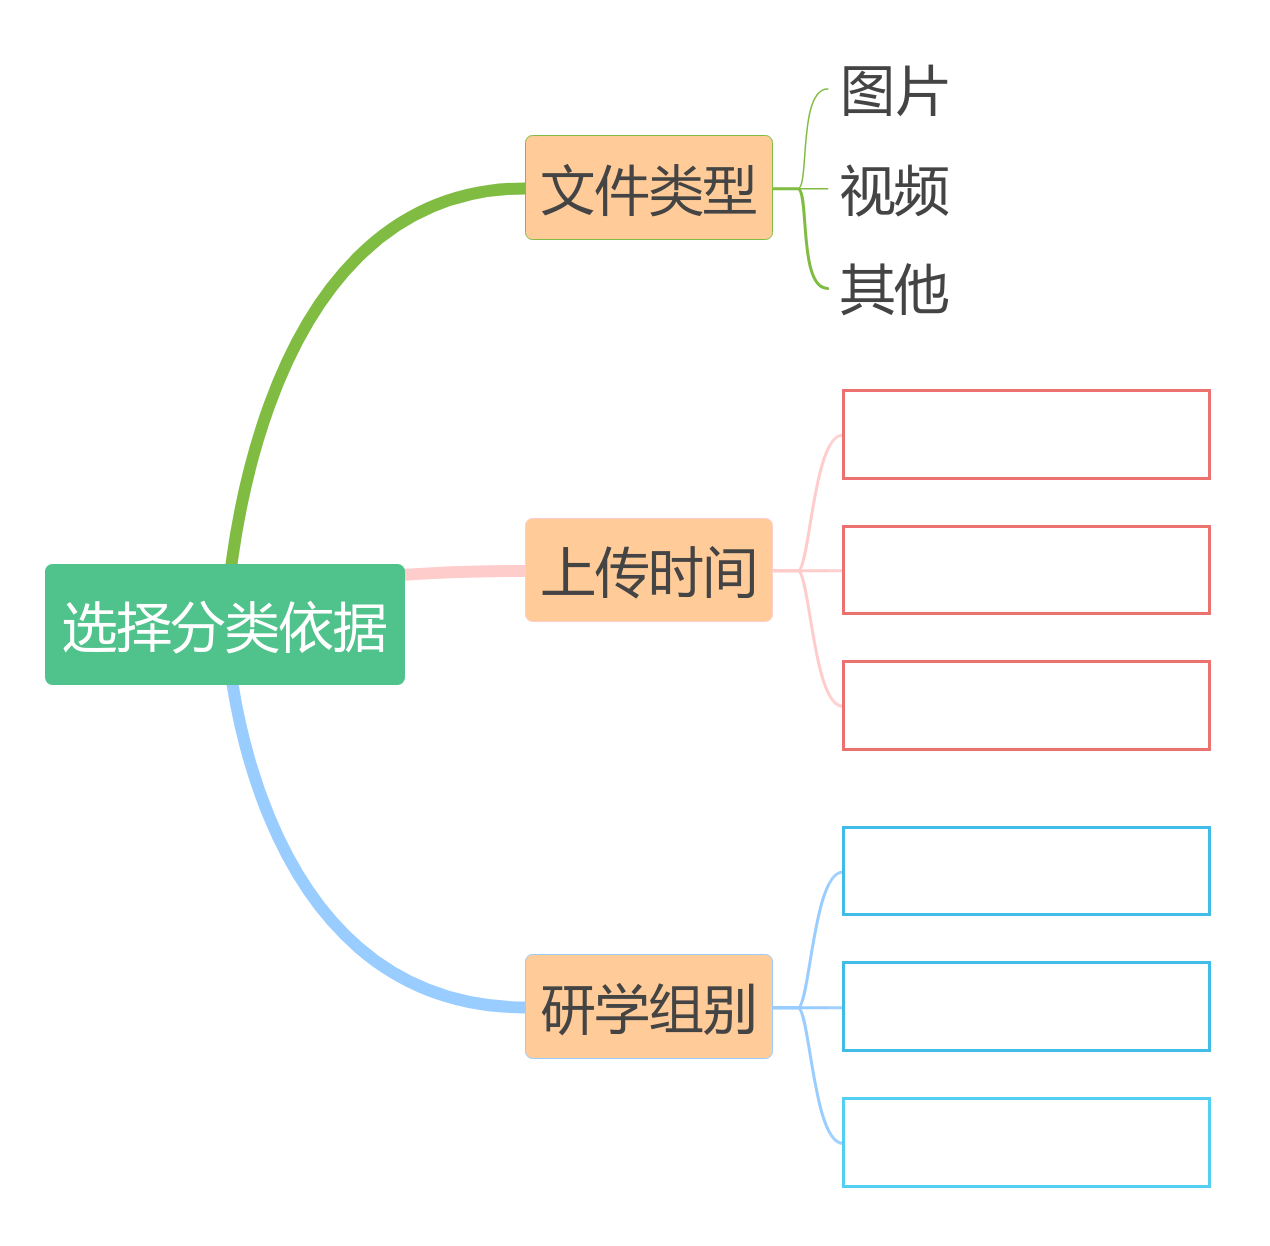 图片
文件类型
视频
其他
上传时间
选择分类依据
研学组别